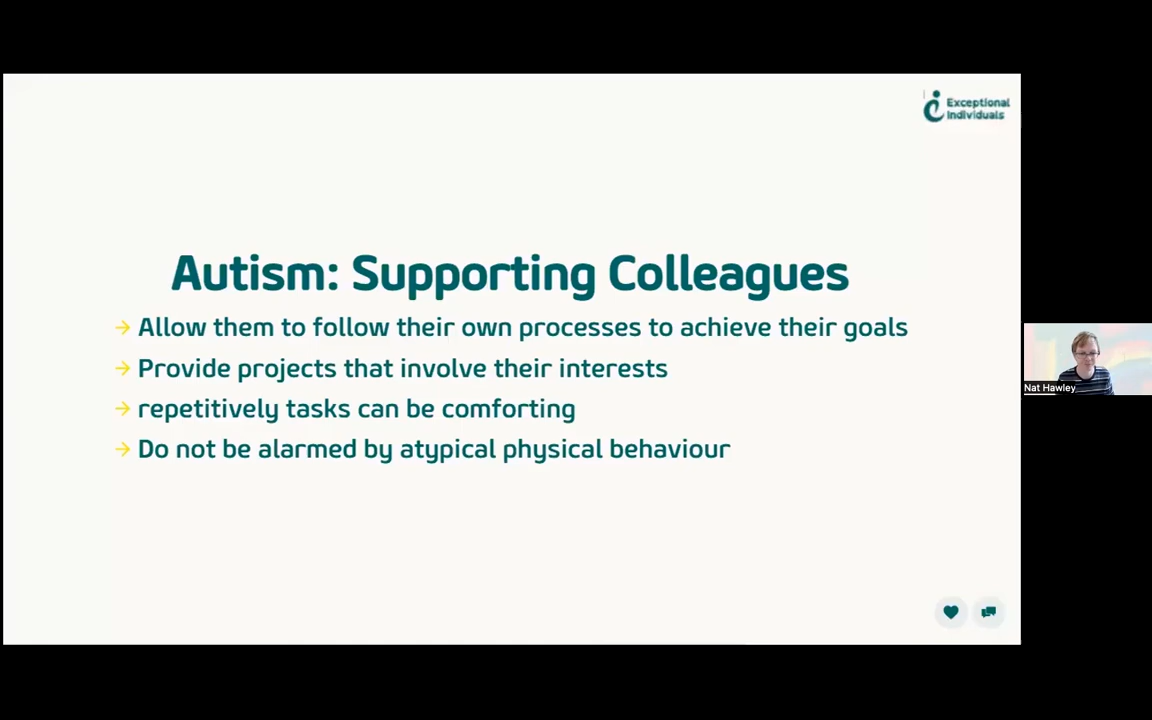 Exceptional
Individuals
Autism: Supporting Colleagues
→ Allow them to follow their own processes to achieve their goals
→ Provide projects that involve their interests
→ repetitively tasks can be comforting
→ Do not be alarmed by atypical physical behaviour
Nat Hawley